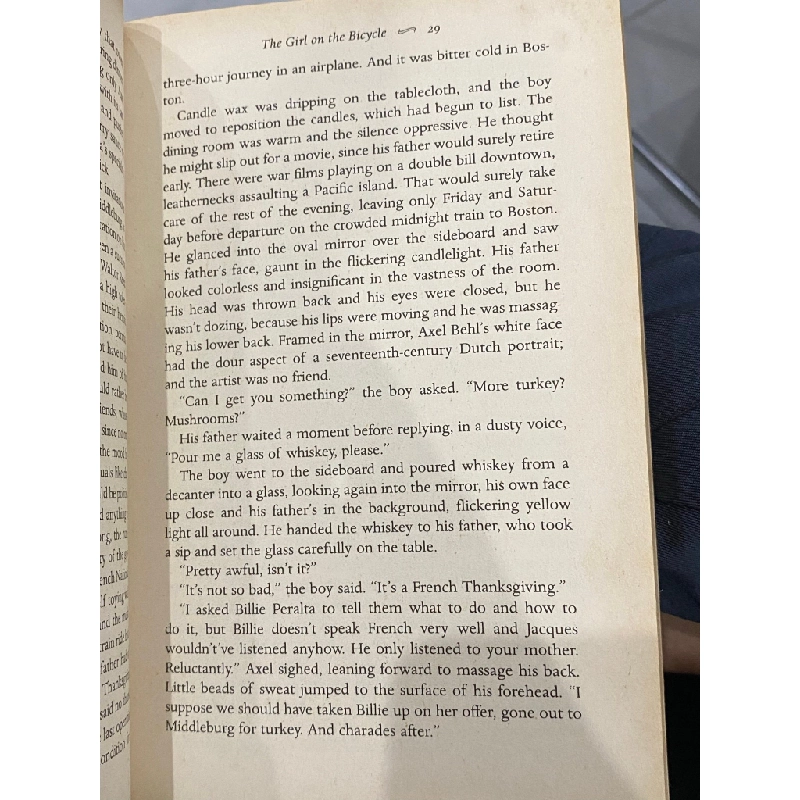 The Girl on the Bicycle 29
three-hour journey in an airplane. And it was bitter cold in Bos-
ton.
Candle wax was dripping on the tablecloth, and the boy
moved to reposition the candles, which had begun to list. The
dining room was warm and the silence oppressive. He thought
he might slip out for a movie, since his father would surely retire
early. There were war films playing on a double bill downtown,
leathernecks assaulting a Pacific island. That would surely take
care of the rest of the evening, leaving only Friday and Satur-
day before departure on the crowded midnight train to Boston.
He glanced into the oval mirror over the sideboard and saw
his father's face, gaunt in the flickering candlelight. His father
looked colorless and insignificant in the vastness of the room.
His head was thrown back and his eyes were closed, but he
wasn't dozing, because his lips were moving and he was massag
ing his lower back. Framed in the mirror, Axel Behl's white face
had the dour aspect of a seventeenth-century Dutch portrait;
and the artist was no friend.
"Can I get you something?" the boy asked. "More turkey?
Mushrooms?"
His father waited a moment before replying, in a dusty voice,
"Pour me a glass of whiskey, please."
The boy went to the sideboard and poured whiskey from a
decanter into a glass, looking again into the mirror, his own face
up close and his father's in the background, flickering yellow
light all around. He handed the whiskey to his father, who took
a sip and set the glass carefully on the table.
"Pretty awful, isn't it?"
"It's not so bad," the boy said. "It's a French Thanksgiving."
"I asked Billie Peralta to tell them what to do and how to
do it, but Billie doesn't speak French very well and Jacques
wouldn't've listened anyhow. He only listened to your mother.
Reluctantly." Axel sighed, leaning forward to massage his back.
Little beads of sweat jumped to the surface of his forehead. "I
suppose we should have taken Billie up on her offer, gone out to
Middleburg for turkey. And charades after."